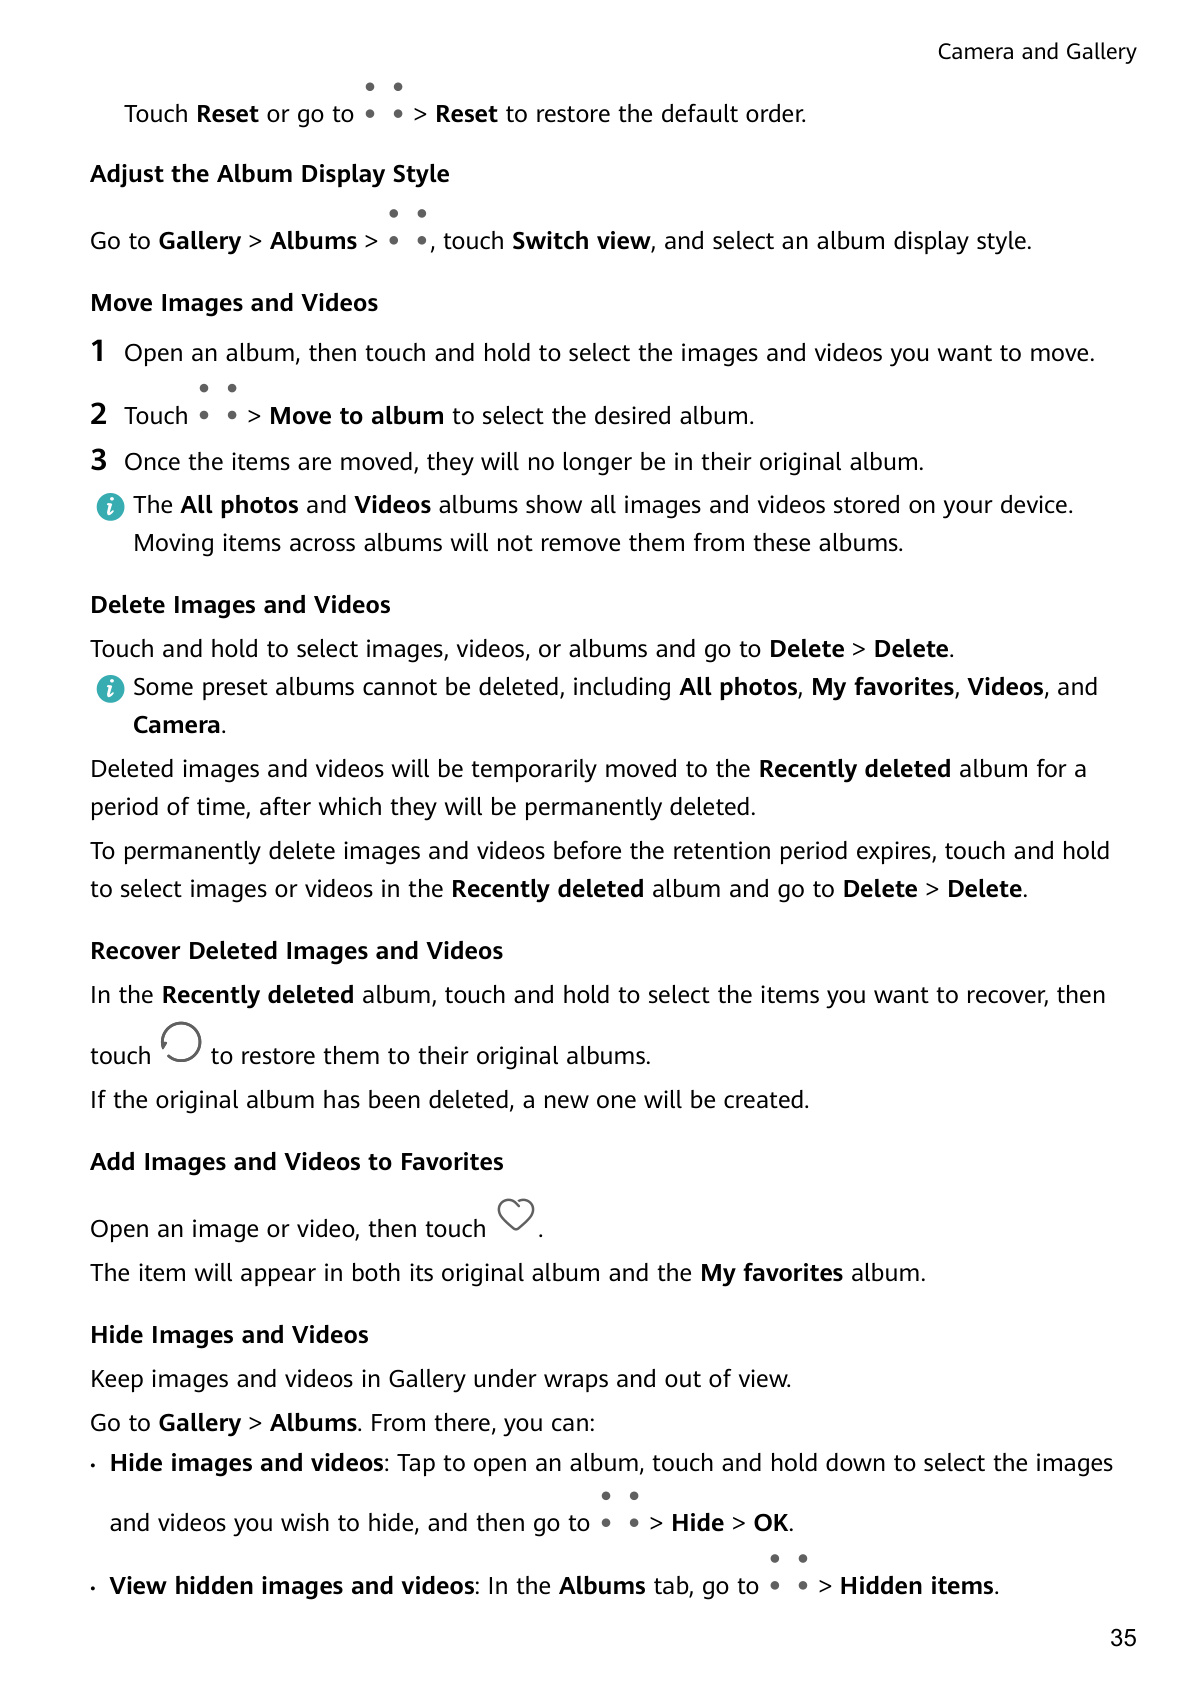 Camera and Gallery
Touch Reset or go to > Reset to restore the default order.
Adjust the Album Display Style
Go to Gallery > Albums > , touch Switch view, and select an album display style.
Move Images and Videos
1 Open an album, then touch and hold to select the images and videos you want to move.
2 Touch > Move to album to select the desired album.
3 Once the items are moved, they will no longer be in their original album.
The All photos and Videos albums show all images and videos stored on your device.
Moving items across albums will not remove them from these albums.
Delete Images and Videos
Touch and hold to select images, videos, or albums and go to Delete > Delete.
Some preset albums cannot be deleted, including All photos, My favorites, Videos, and
Camera.
Deleted images and videos will be temporarily moved to the Recently deleted album for a
period of time, after which they will be permanently deleted.
To permanently delete images and videos before the retention period expires, touch and hold
to select images or videos in the Recently deleted album and go to Delete > Delete.
Recover Deleted Images and Videos
In the Recently deleted album, touch and hold to select the items you want to recover, then
touch to restore them to their original albums.
If the original album has been deleted, a new one will be created.
Add Images and Videos to Favorites
Open an image or video, then touch .
The item will appear in both its original album and the My favorites album.
Hide Images and Videos
Keep images and videos in Gallery under wraps and out of view.
Go to Gallery > Albums. From there, you can:
• Hide images and videos: Tap to open an album, touch and hold down to select the images
and videos you wish to hide, and then go to > Hide > OK.
• View hidden images and videos: In the Albums tab, go to > Hidden items.
35